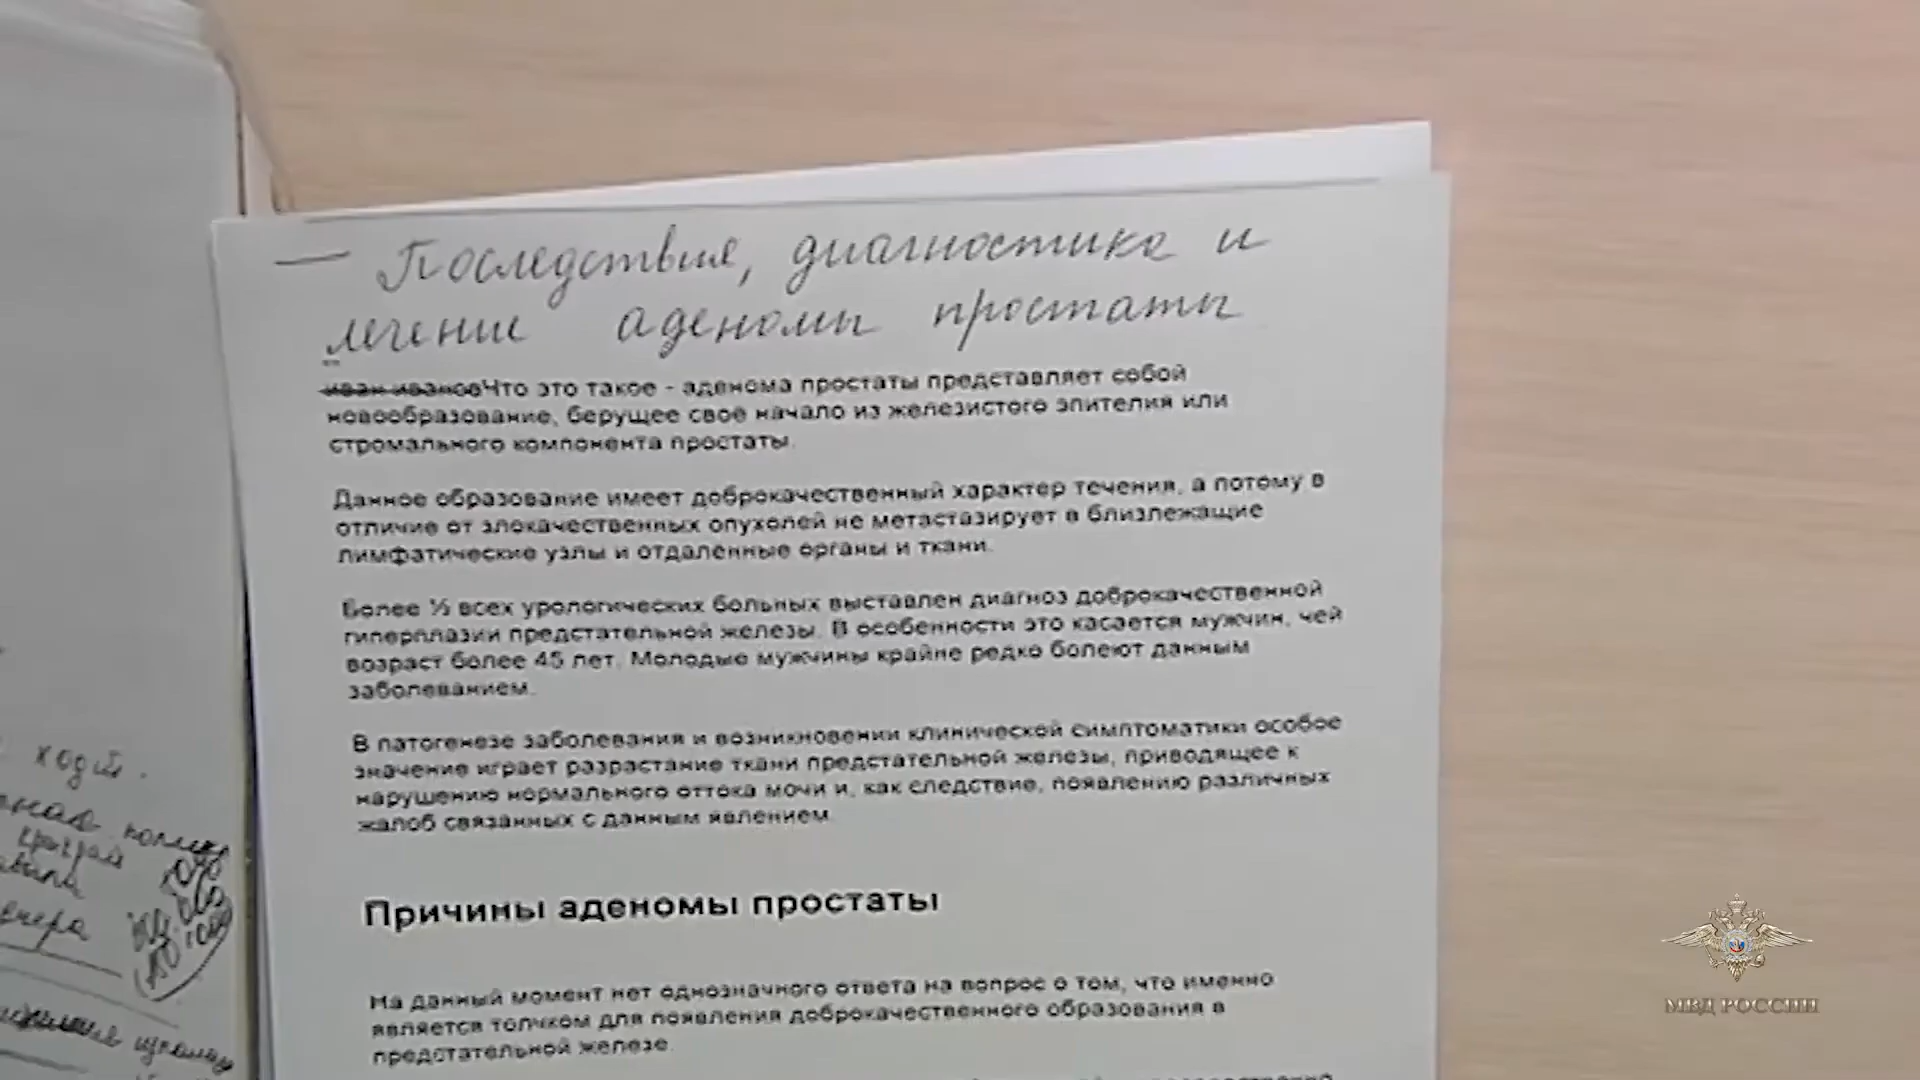 — Последствия, диагностика и
лечение аденомы простаты
иван ивановЧто это такое - аденома простаты представляет собой
новообразование, берущее своё начало из железистого эпителия или
стромального компонента простаты.
Данное образование имеет доброкачественный характер течения, а потому в
отличие от злокачественных опухолей не метастазирует в близлежащие
лимфатические узлы и отдаленные органы и ткани.
Более ⅓ всех урологических больных выставлен диагноз доброкачественной
гиперплазии предстательной железы. В особенности это касается мужчин, чей
возраст более 45 лет. Молодые мужчины крайне редко болеют данным
заболеванием.
В патогенезе заболевания и возникновении клинической симптоматики особое
значение играет разрастание ткани предстательной железы, приводящее к
нарушению нормального оттока мочи и, как следствие, появлению различных
жалоб связанных с данным явлением.
Причины аденомы простаты
На данный момент нет однозначного ответа на вопрос о том, что именно
является толчком для появления доброкачественного образования в
предстательной железе.
МВД РОССИИ